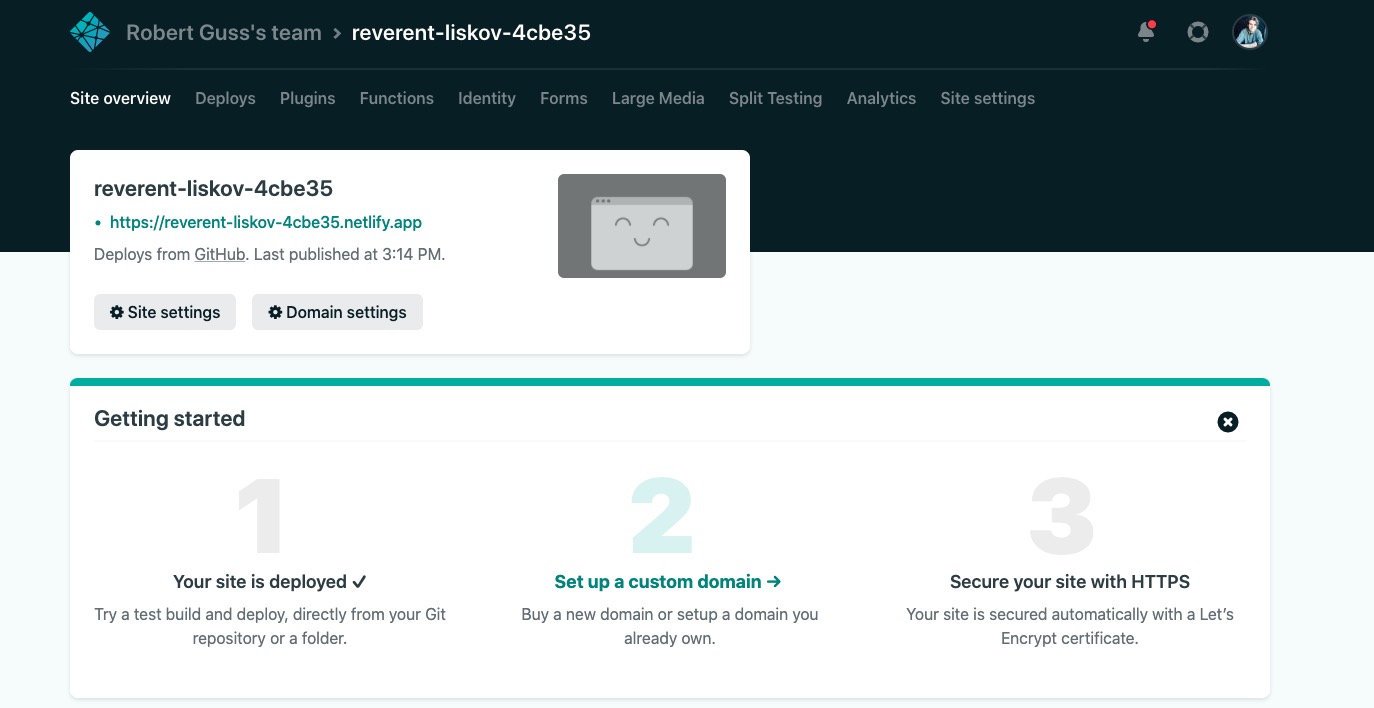 Robert Guss's team > reverent-liskov-4cbe35
Site overview Deploys Plugins Functions Identity Forms Large Media Split Testing Analytics Site settings
reverent-liskov-4cbe35
• https://reverent-liskov-4cbe35.netlify.app
Deploys from GitHub. Last published at 3:14 PM.
Site settings Domain settings
Getting started
1
Your site is deployed ✓
Try a test build and deploy, directly from your Git
repository or a folder.
2
Set up a custom domain →
Buy a new domain or setup a domain you
already own.
3
Secure your site with HTTPS
Your site is secured automatically with a Let’s
Encrypt certificate.